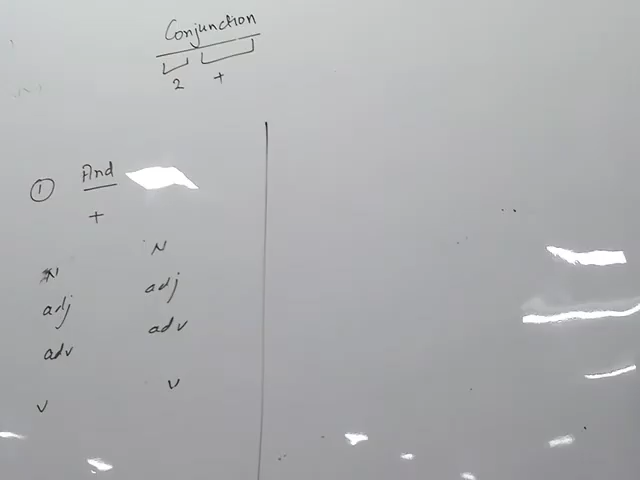 Conjunction
2 +
① And
+
N N
adj adj
adv adv
v v